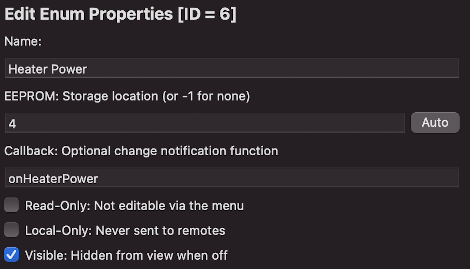 Edit Enum Properties [ID = 6]
Name:
Heater Power
EEPROM: Storage location (or -1 for none)
4
Auto
Callback: Optional change notification function
onHeaterPower
Read-Only: Not editable via the menu
Local-Only: Never sent to remotes
Visible: Hidden from view when off